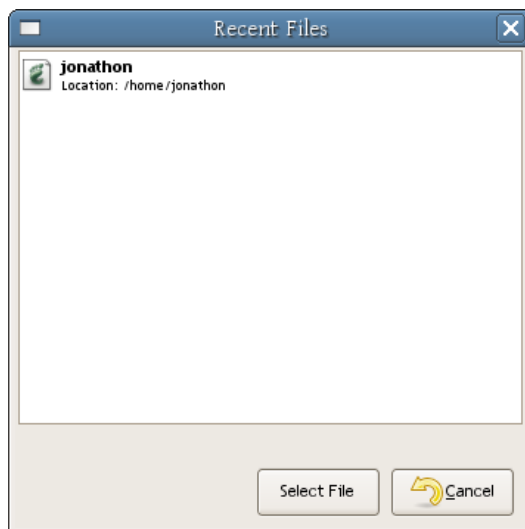 Recent Files
jonathon
Location: /home/jonathon
Select File
Cancel